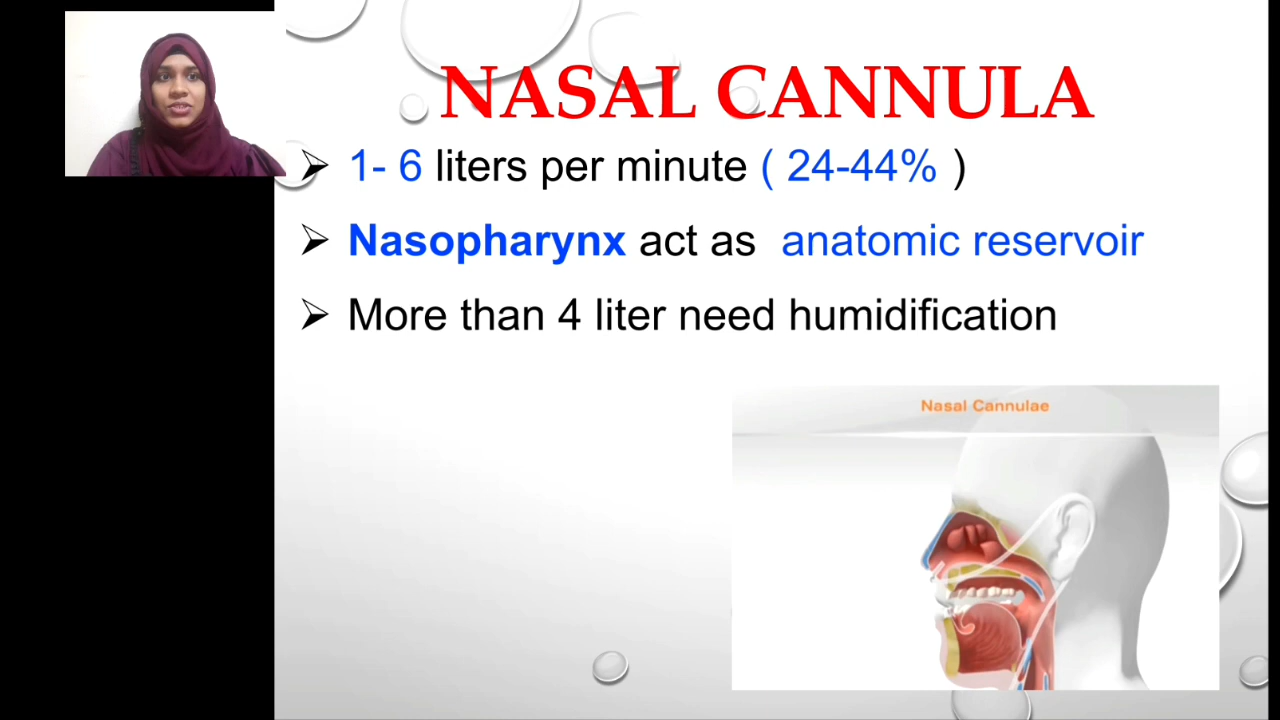 NASAL CANNULA
➢ 1- 6 liters per minute ( 24-44% )
➢ Nasopharynx act as anatomic reservoir
➢ More than 4 liter need humidification
Nasal Cannulae